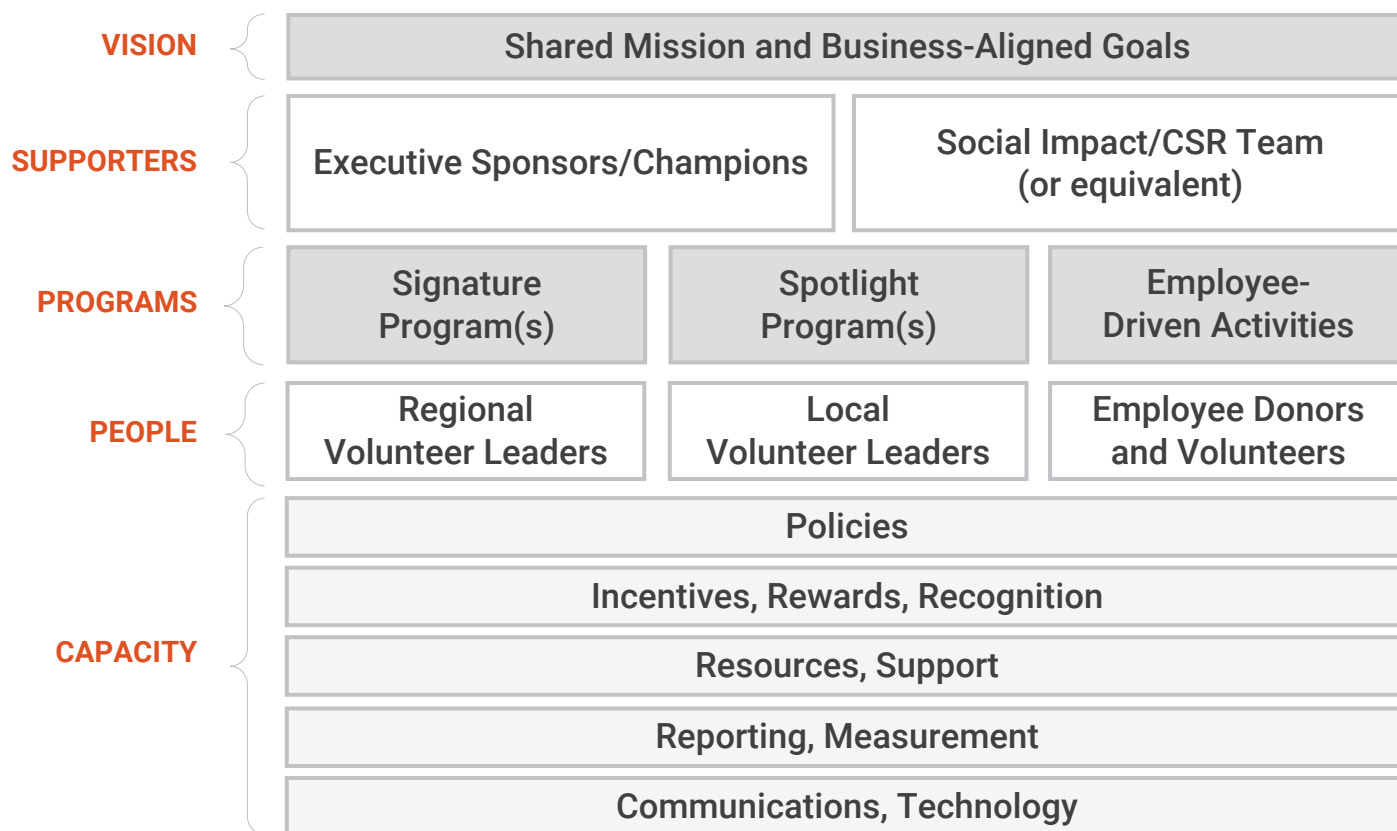 VISION
Shared Mission and Business-Aligned Goals
SUPPORTERS
Executive Sponsors/Champions
Social Impact/CSR Team
(or equivalent)
PROGRAMS
Signature
Program(s)
Spotlight
Program(s)
Employee-
Driven Activities
PEOPLE
Regional
Volunteer Leaders
Local
Volunteer Leaders
Employee Donors
and Volunteers
CAPACITY
Policies
Incentives, Rewards, Recognition
Resources, Support
Reporting, Measurement
Communications, Technology